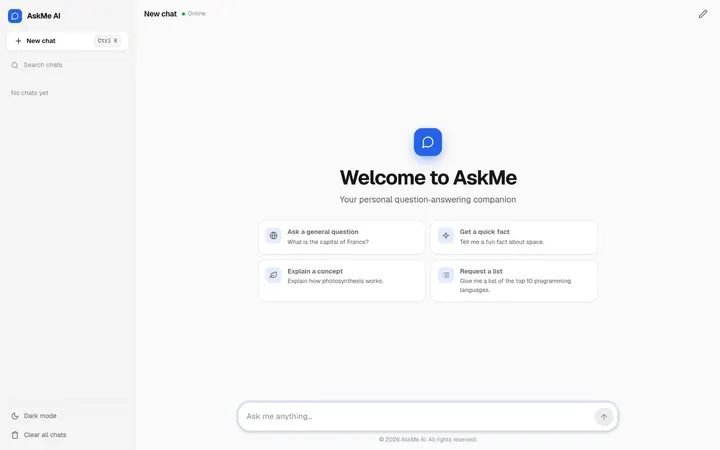 AskMe AI
New chat
Ctrl K
Search chats
No chats yet
Dark mode
Clear all chats
New chat
Online
Welcome to AskMe
Your personal question-answering companion
Ask a general question
What is the capital of France?
Get a quick fact
Tell me a fun fact about space.
Explain a concept
Explain how photosynthesis works.
Request a list
Give me a list of the top 10 programming
languages.
Ask me anything...
© 2026 AskMe AI. All rights reserved.